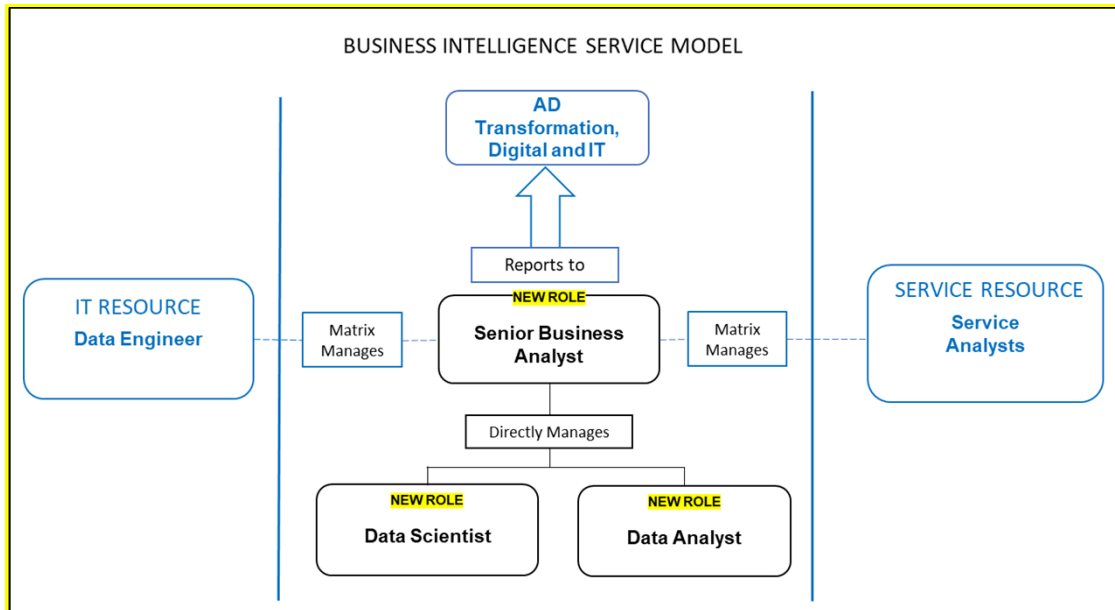 BUSINESS INTELLIGENCE SERVICE MODEL
AD
Transformation,
Digital and IT
Reports to
IT RESOURCE
Data Engineer
Matrix
Manages
NEW ROLE
Senior Business
Analyst
Matrix
Manages
SERVICE RESOURCE
Service
Analysts
Directly Manages
NEW ROLE
Data Scientist
NEW ROLE
Data Analyst